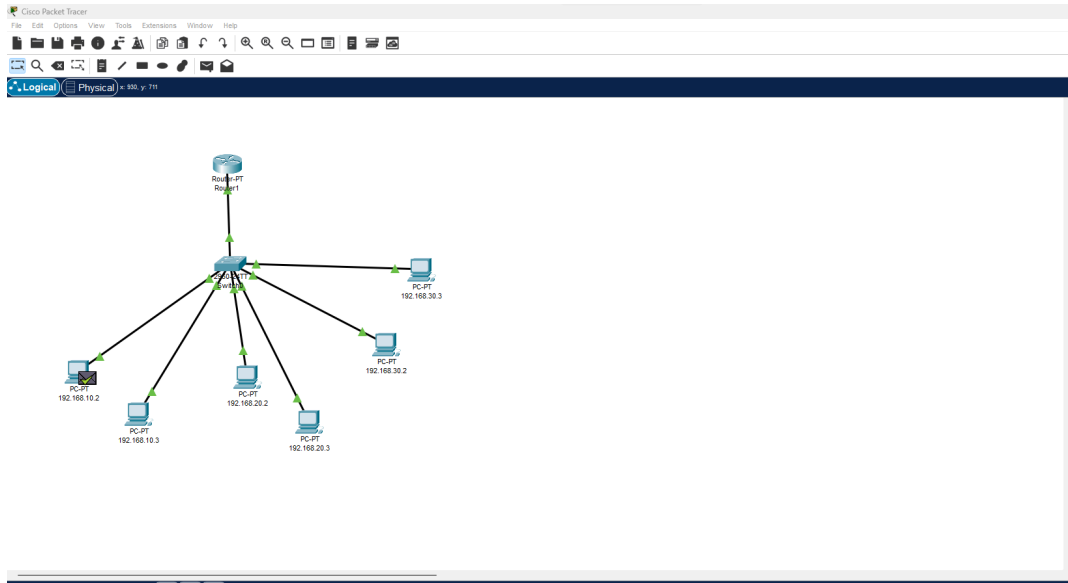 Cisco Packet Tracer
File Edit Options View Tools Extensions Window Help
Logical Physical x: 930, y: 711
Router-PT
Router1
2960-24TT
Switch0
PC-PT
192.168.30.3
PC-PT
192.168.30.2
PC-PT
192.168.10.2
PC-PT
192.168.20.2
PC-PT
192.168.10.3
PC-PT
192.168.20.3